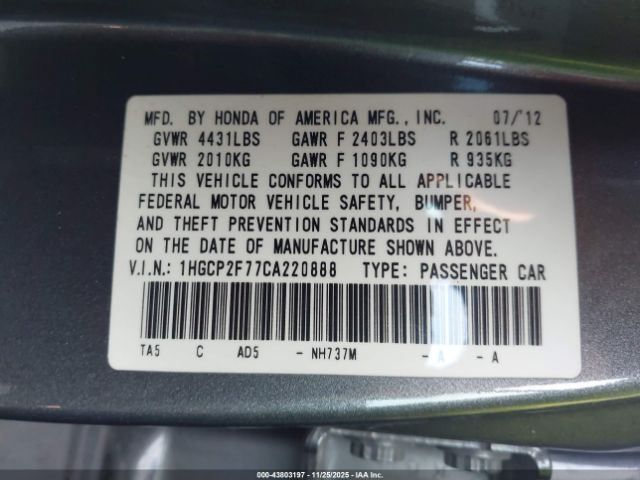 MFD. BY HONDA OF AMERICA MFG., INC. 07/'12
GVWR 4431LBS GAWR F 2403LBS R 2061LBS
GVWR 2010KG GAWR F 1090KG R 935KG
THIS VEHICLE CONFORMS TO ALL APPLICABLE
FEDERAL MOTOR VEHICLE SAFETY, BUMPER,
AND THEFT PREVENTION STANDARDS IN EFFECT
ON THE DATE OF MANUFACTURE SHOWN ABOVE.
V.I.N.: 1HGCP2F77CA220888 TYPE: PASSENGER CAR
TA5 C AD5 - NH737M - A - A
© 2025 - 43803197 - 11/25/2025 - IAA, Inc.